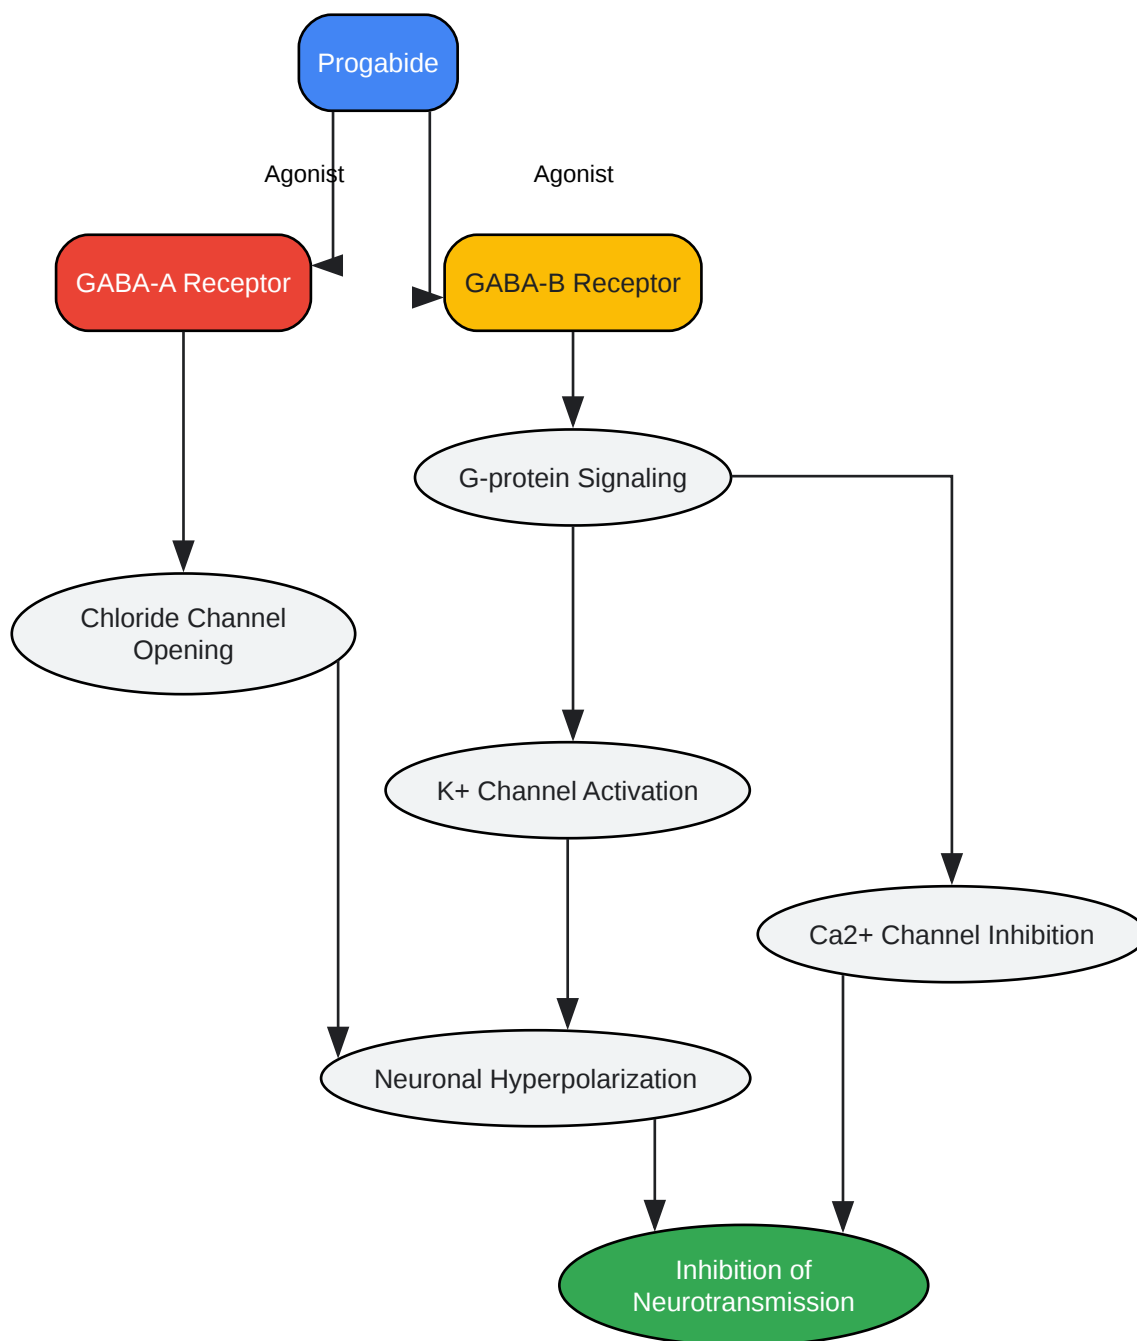 Progabide
Agonist
Agonist
GABA-A Receptor
GABA-B Receptor
G-protein Signaling
Chloride Channel
Opening
K+ Channel Activation
Ca2+ Channel Inhibition
Neuronal Hyperpolarization
Inhibition of
Neurotransmission